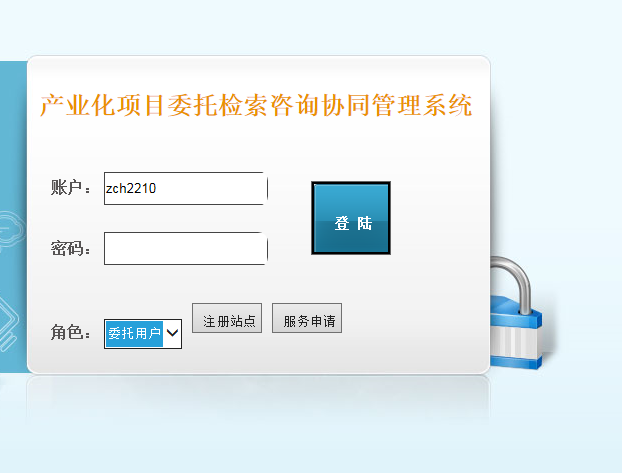 产业化项目委托检索咨询协同管理系统
账户： zch2210
登 陆
密码：
角色： 委托用户 注册站点 服务申请